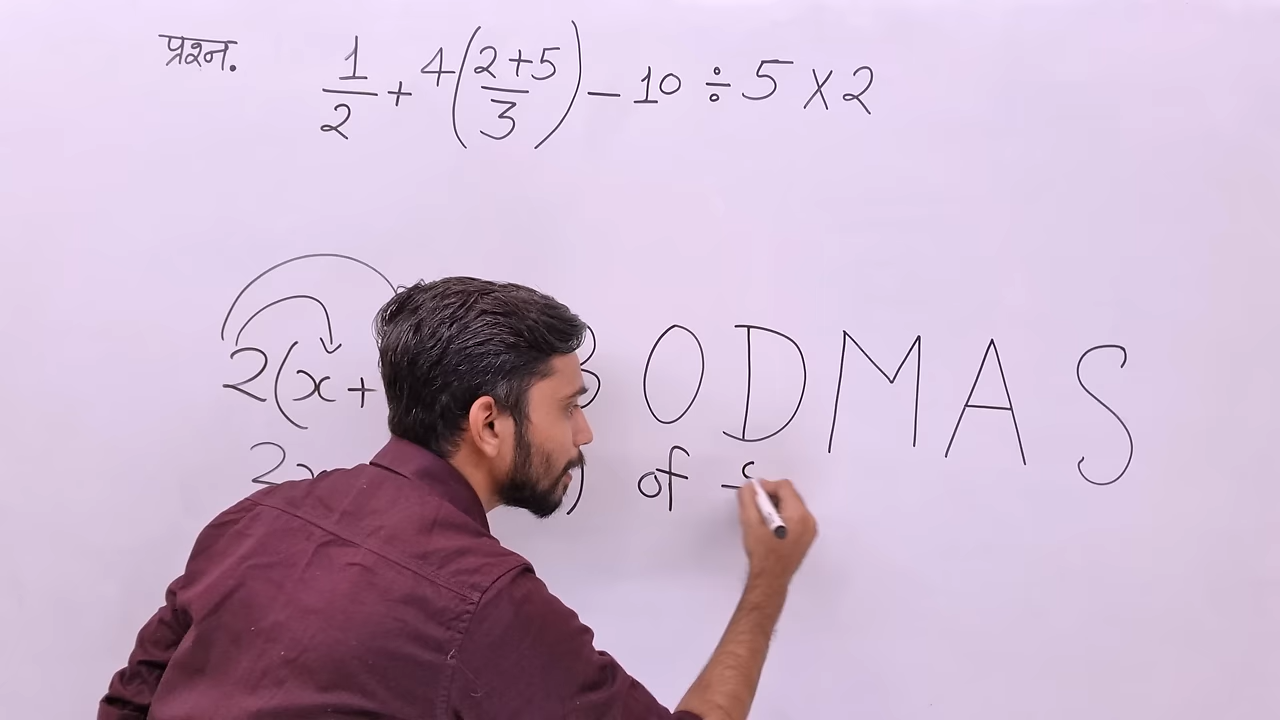 प्रश्न. 1/2 + 4((2+5)/3) - 10 ÷ 5 × 2
2(x+ B O D M A S
2x ) of ÷